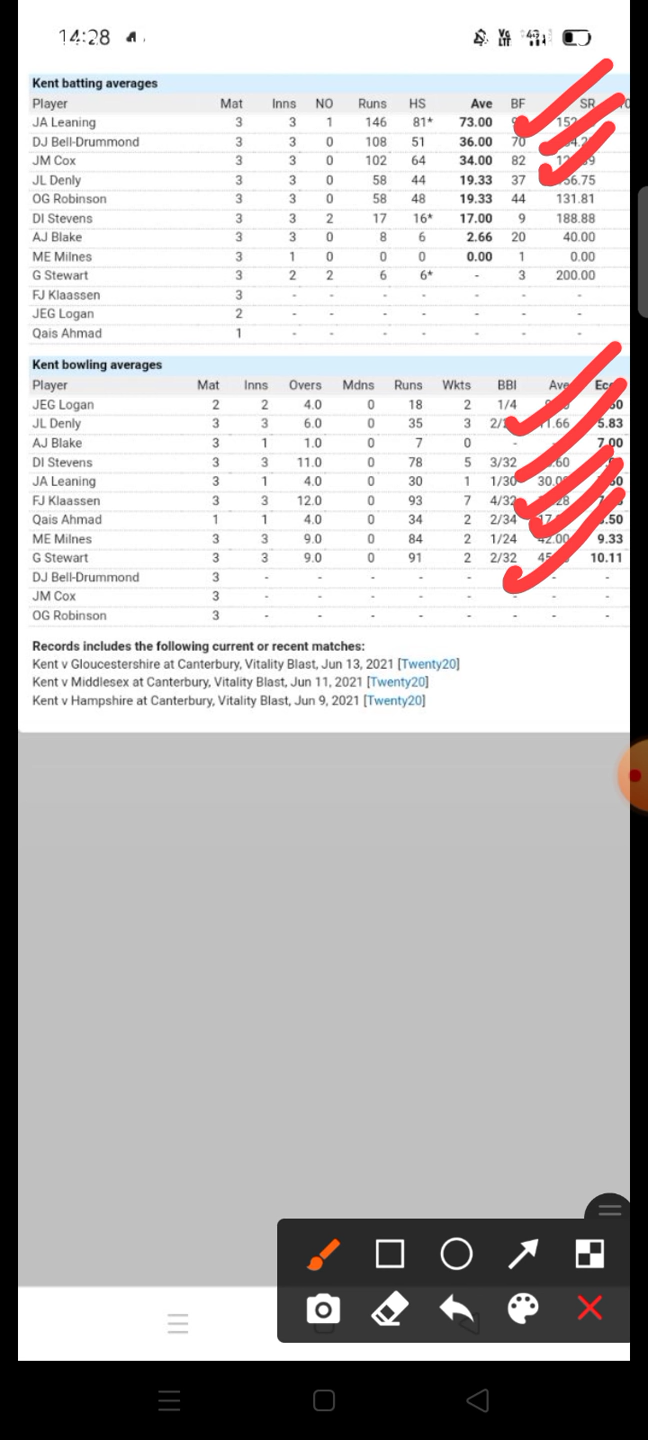 14:28
Kent batting averages
Player Mat Inns NO Runs HS Ave BF SR
JA Leaning 3 3 1 146 81* 73.00
DJ Bell-Drummond 3 3 0 108 51 36.00 70
JM Cox 3 3 0 102 64 34.00 82
JL Denly 3 3 0 58 44 19.33 37 56.75
OG Robinson 3 3 0 58 48 19.33 44 131.81
DI Stevens 3 3 2 17 16* 17.00 9 188.88
AJ Blake 3 3 0 8 6 2.66 20 40.00
ME Milnes 3 1 0 0 0 0.00 1 0.00
G Stewart 3 2 2 6 6* - 3 200.00
FJ Klaassen 3 - - - - - - -
JEG Logan 2 - - - - - - -
Qais Ahmad 1 - - - - - - -
Kent bowling averages
Player Mat Inns Overs Mdns Runs Wkts BBI Ave Eco
JEG Logan 2 2 4.0 0 18 2 1/4
JL Denly 3 3 6.0 0 35 3 11.66 5.83
AJ Blake 3 1 1.0 0 7 0 - - 7.00
DI Stevens 3 3 11.0 0 78 5 3/32
JA Leaning 3 1 4.0 0 30 1 1/30
FJ Klaassen 3 3 12.0 0 93 7 4/32
Qais Ahmad 1 1 4.0 0 34 2 2/34
ME Milnes 3 3 9.0 0 84 2 1/24 42.00 9.33
G Stewart 3 3 9.0 0 91 2 2/32 10.11
DJ Bell-Drummond 3 - - - - - - - -
JM Cox 3 - - - - - - - -
OG Robinson 3 - - - - - - - -
Records includes the following current or recent matches:
Kent v Gloucestershire at Canterbury, Vitality Blast, Jun 13, 2021 [Twenty20]
Kent v Middlesex at Canterbury, Vitality Blast, Jun 11, 2021 [Twenty20]
Kent v Hampshire at Canterbury, Vitality Blast, Jun 9, 2021 [Twenty20]